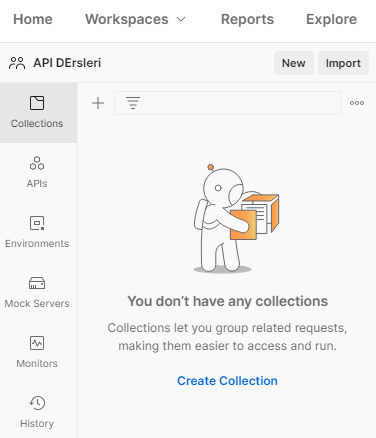 Home Workspaces Reports Explore
API DErsleri New Import
Collections
APIs
Environments
Mock Servers
Monitors
History
You don't have any collections
Collections let you group related requests,
making them easier to access and run.
Create Collection